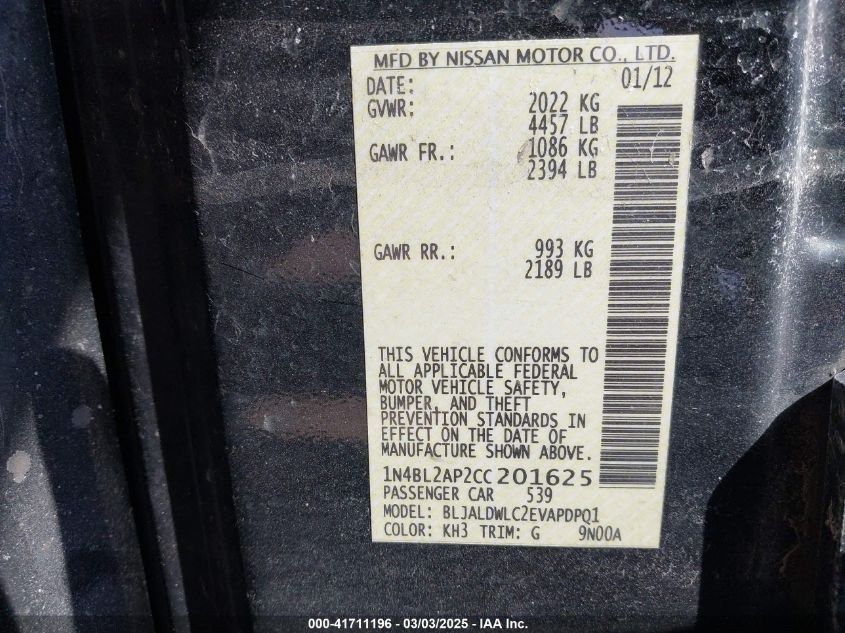 MFD BY NISSAN MOTOR CO., LTD.
DATE: 01/12
GVWR: 2022 KG
4457 LB
GAWR FR.: 1086 KG
2394 LB
GAWR RR.: 993 KG
2189 LB
THIS VEHICLE CONFORMS TO
ALL APPLICABLE FEDERAL
MOTOR VEHICLE SAFETY,
BUMPER, AND THEFT
PREVENTION STANDARDS IN
EFFECT ON THE DATE OF
MANUFACTURE SHOWN ABOVE.
1N4BL2AP2CC201625
PASSENGER CAR 539
MODEL: BLJALDWLC2EVAPDPQ1
COLOR: KH3 TRIM: G 9N00A
000-41711196 - 03/03/2025 - IAA Inc.